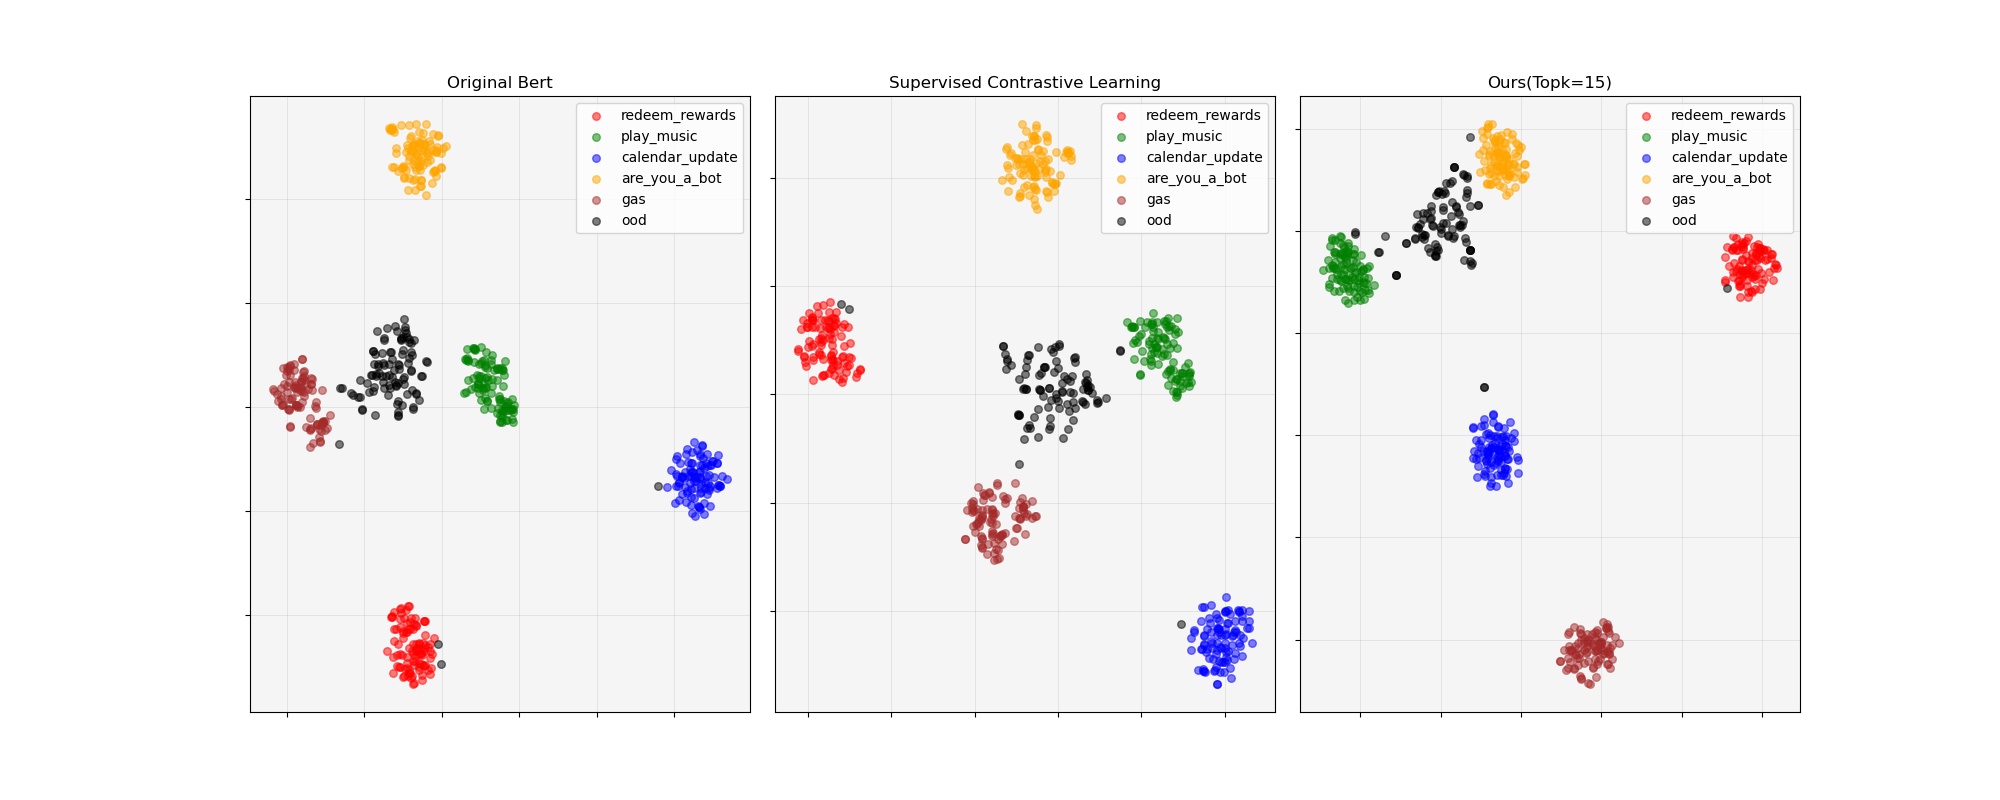 Original Bert
redeem_rewards
play_music
calendar_update
are_you_a_bot
gas
ood
Supervised Contrastive Learning
redeem_rewards
play_music
calendar_update
are_you_a_bot
gas
ood
Ours(Topk=15)
redeem_rewards
play_music
calendar_update
are_you_a_bot
gas
ood